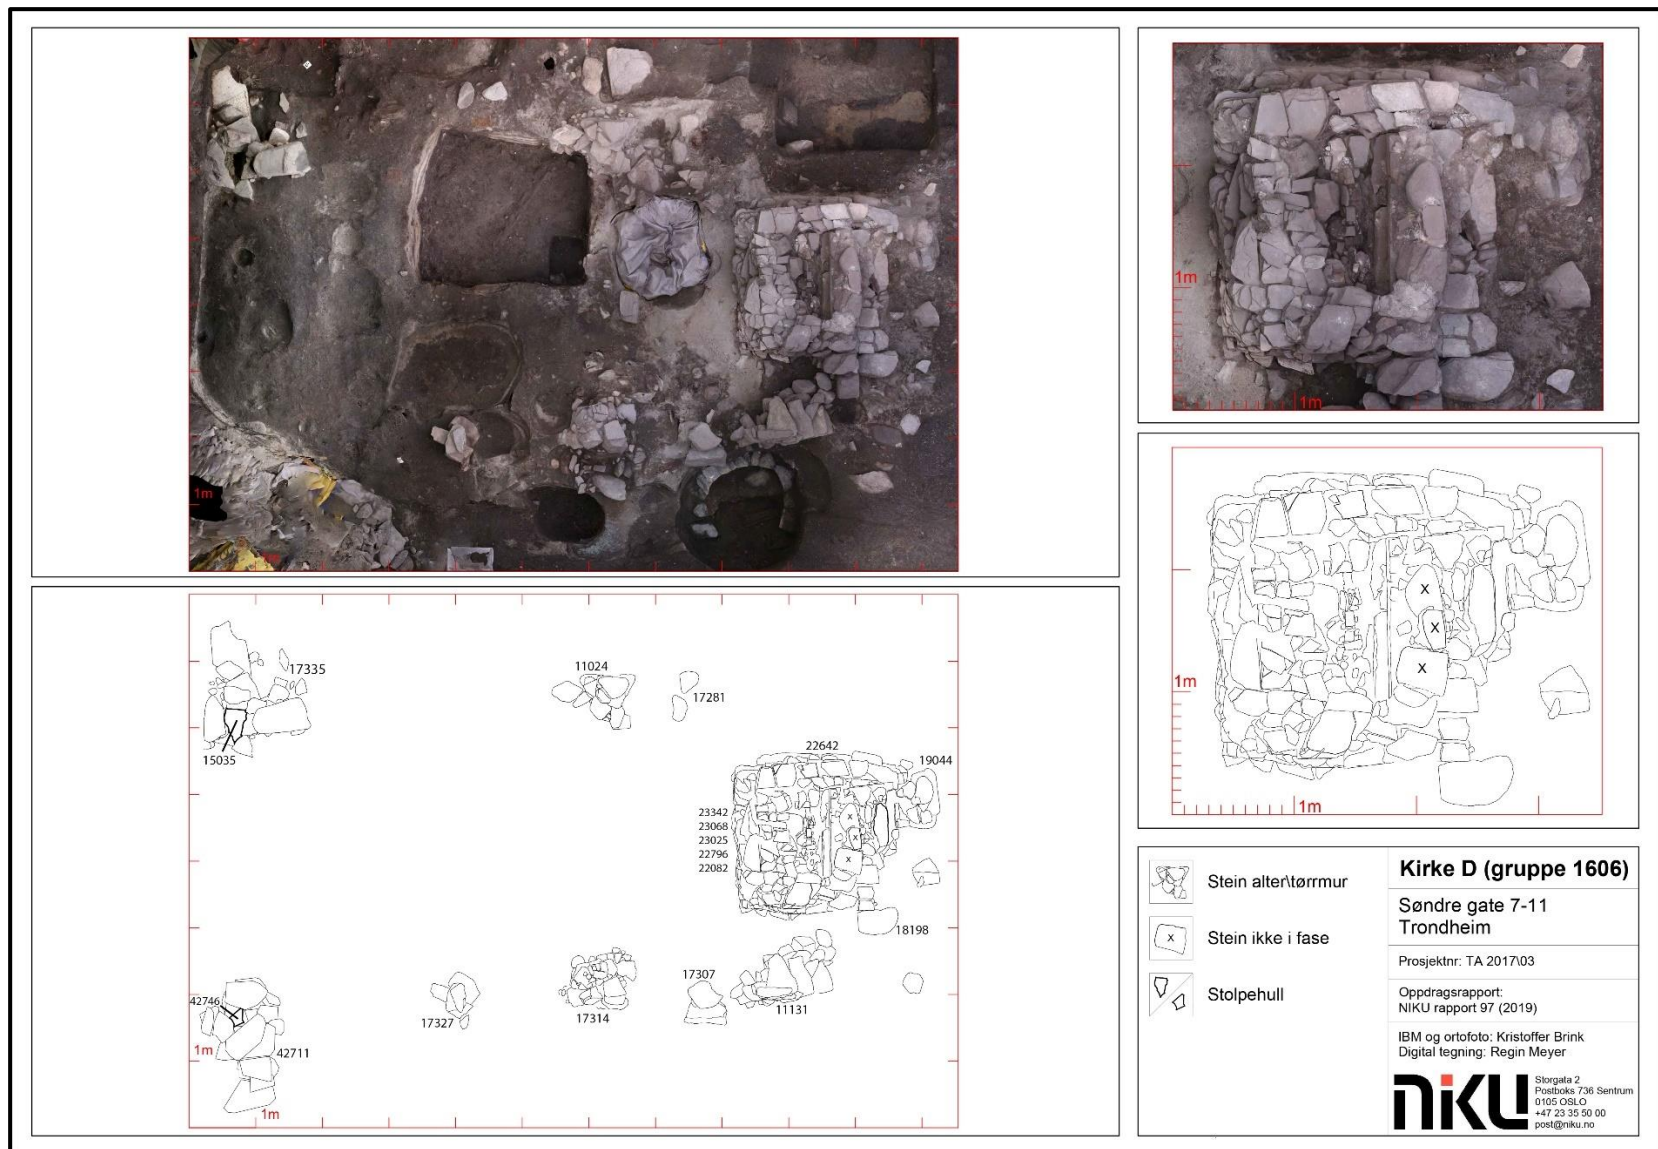 1m
1m
1m
17335
11024
17281
15035
22642
19044
23342
23068
23025
22796
22082
x
x
x
18198
42746
17327
17314
17307
11131
42711
1m
1m
x
x
x
1m
1m
Stein alter\tørrmur
x
Stein ikke i fase
Stolpehull
Kirke D (gruppe 1606)
Søndre gate 7-11
Trondheim
Prosjektnr: TA 2017\03
Oppdragsrapport:
NIKU rapport 97 (2019)
IBM og ortofoto: Kristoffer Brink
Digital tegning: Regin Meyer
niku
Storgata 2
Postboks 736 Sentrum
0105 OSLO
+47 23 35 50 00
post@niku.no